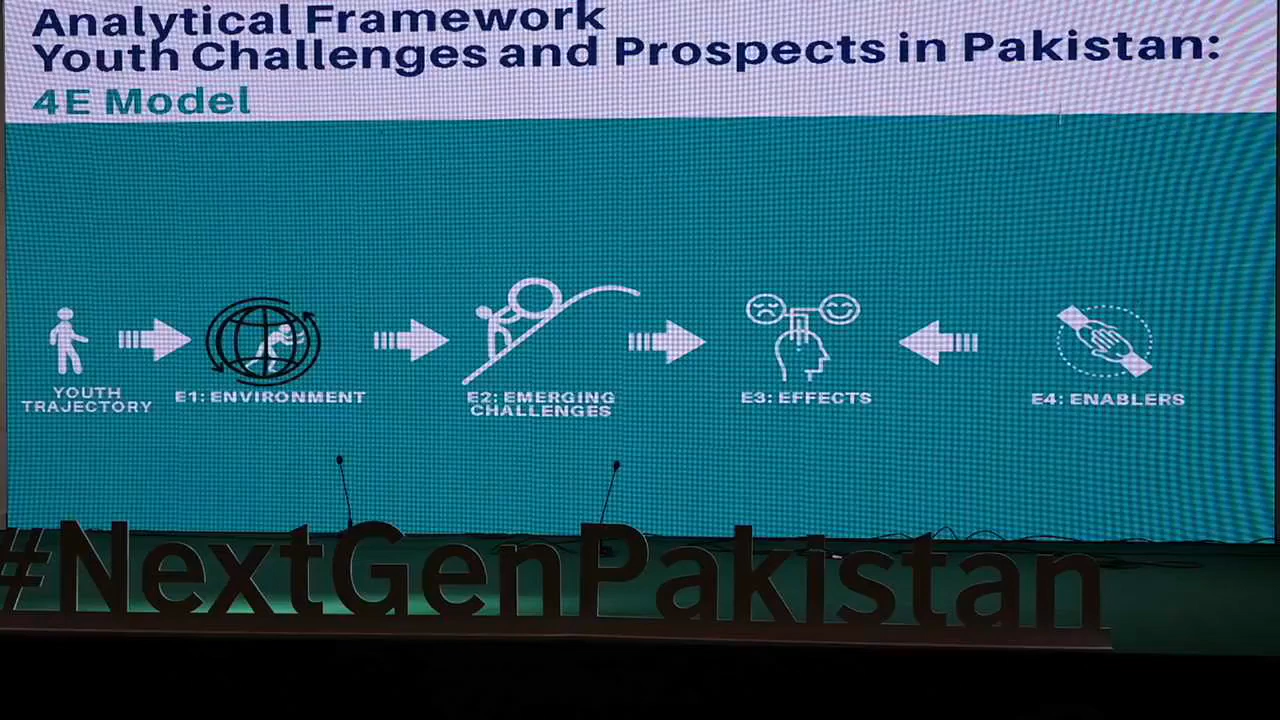 Analytical Framework
Youth Challenges and Prospects in Pakistan:
4E Model
YOUTH
TRAJECTORY
E1: ENVIRONMENT
E2: EMERGING
CHALLENGES
E3: EFFECTS
E4: ENABLERS
#NextGenPakistan